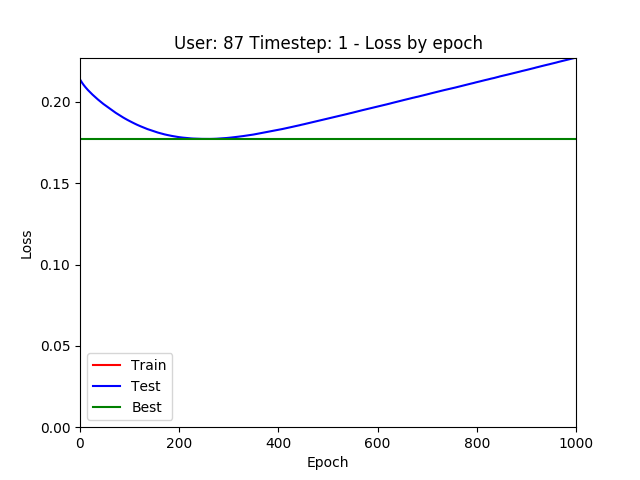 User: 87 Timestep: 1 - Loss by epoch
Loss
0.20
0.15
0.10
0.05
0.00
Train
Test
Best
0 200 400 600 800 1000
Epoch